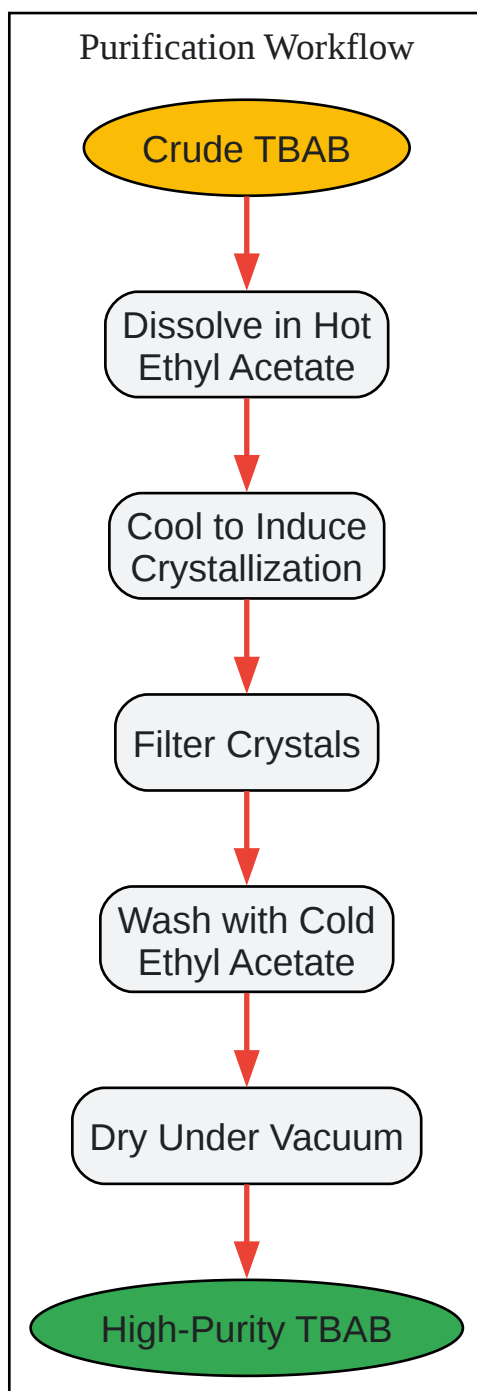 Purification Workflow
Crude TBAB
Dissolve in Hot
Ethyl Acetate
Cool to Induce
Crystallization
Filter Crystals
Wash with Cold
Ethyl Acetate
Dry Under Vacuum
High-Purity TBAB